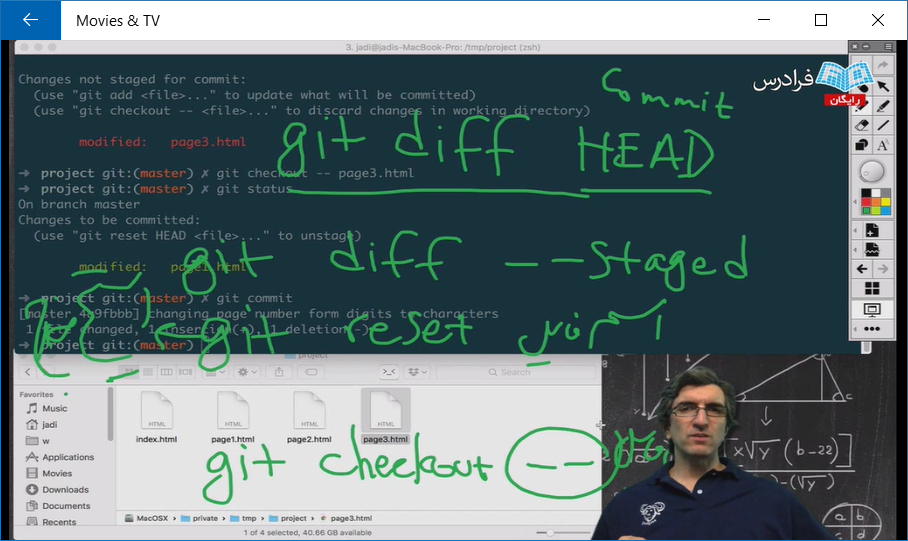 Movies & TV
3. jadi@jadis-MacBook-Pro: /tmp/project (zsh)
فرادرس
رایگان
Changes not staged for commit:
(use "git add <file>..." to update what will be committed)
(use "git checkout -- <file>..." to discard changes in working directory)
Commit
modified: page3.html
git diff HEAD
➜ project git:(master) ✗ git checkout -- page3.html
➜ project git:(master) ✗ git status
On branch master
Changes to be committed:
(use "git reset HEAD <file>..." to unstage)
git diff --Staged
modified: page1.html
➜ project git:(master) ✗ git commit
[master 4a9fbbb] changing page number form digits to characters
1 file changed, 1 insertion(+), 1 deletion(-)
git reset
➜ project git:(master)
project
Search
Favorites
Music
jadi
w
Applications
Movies
Downloads
Documents
Recents
HTML HTML HTML HTML
index.html page1.html page2.html page3.html
git checkout --
MacOSX › private › tmp › project › page3.html
1 of 4 selected, 40.66 GB available
x√y (b-22)
-(√y)
a b
c d